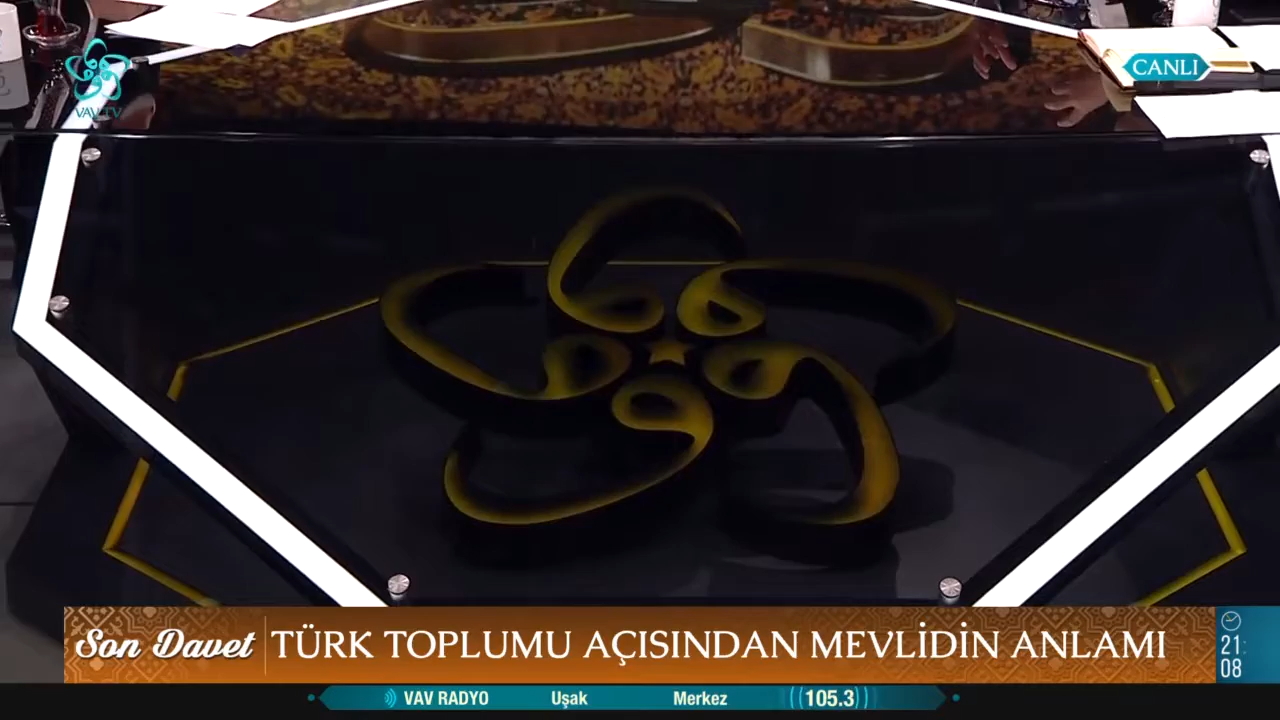 VAV TV
CANLI
Son Davet
TÜRK TOPLUMU AÇISINDAN MEVLİDİN ANLAMI
21:
08
VAV RADYO Uşak Merkez 105.3